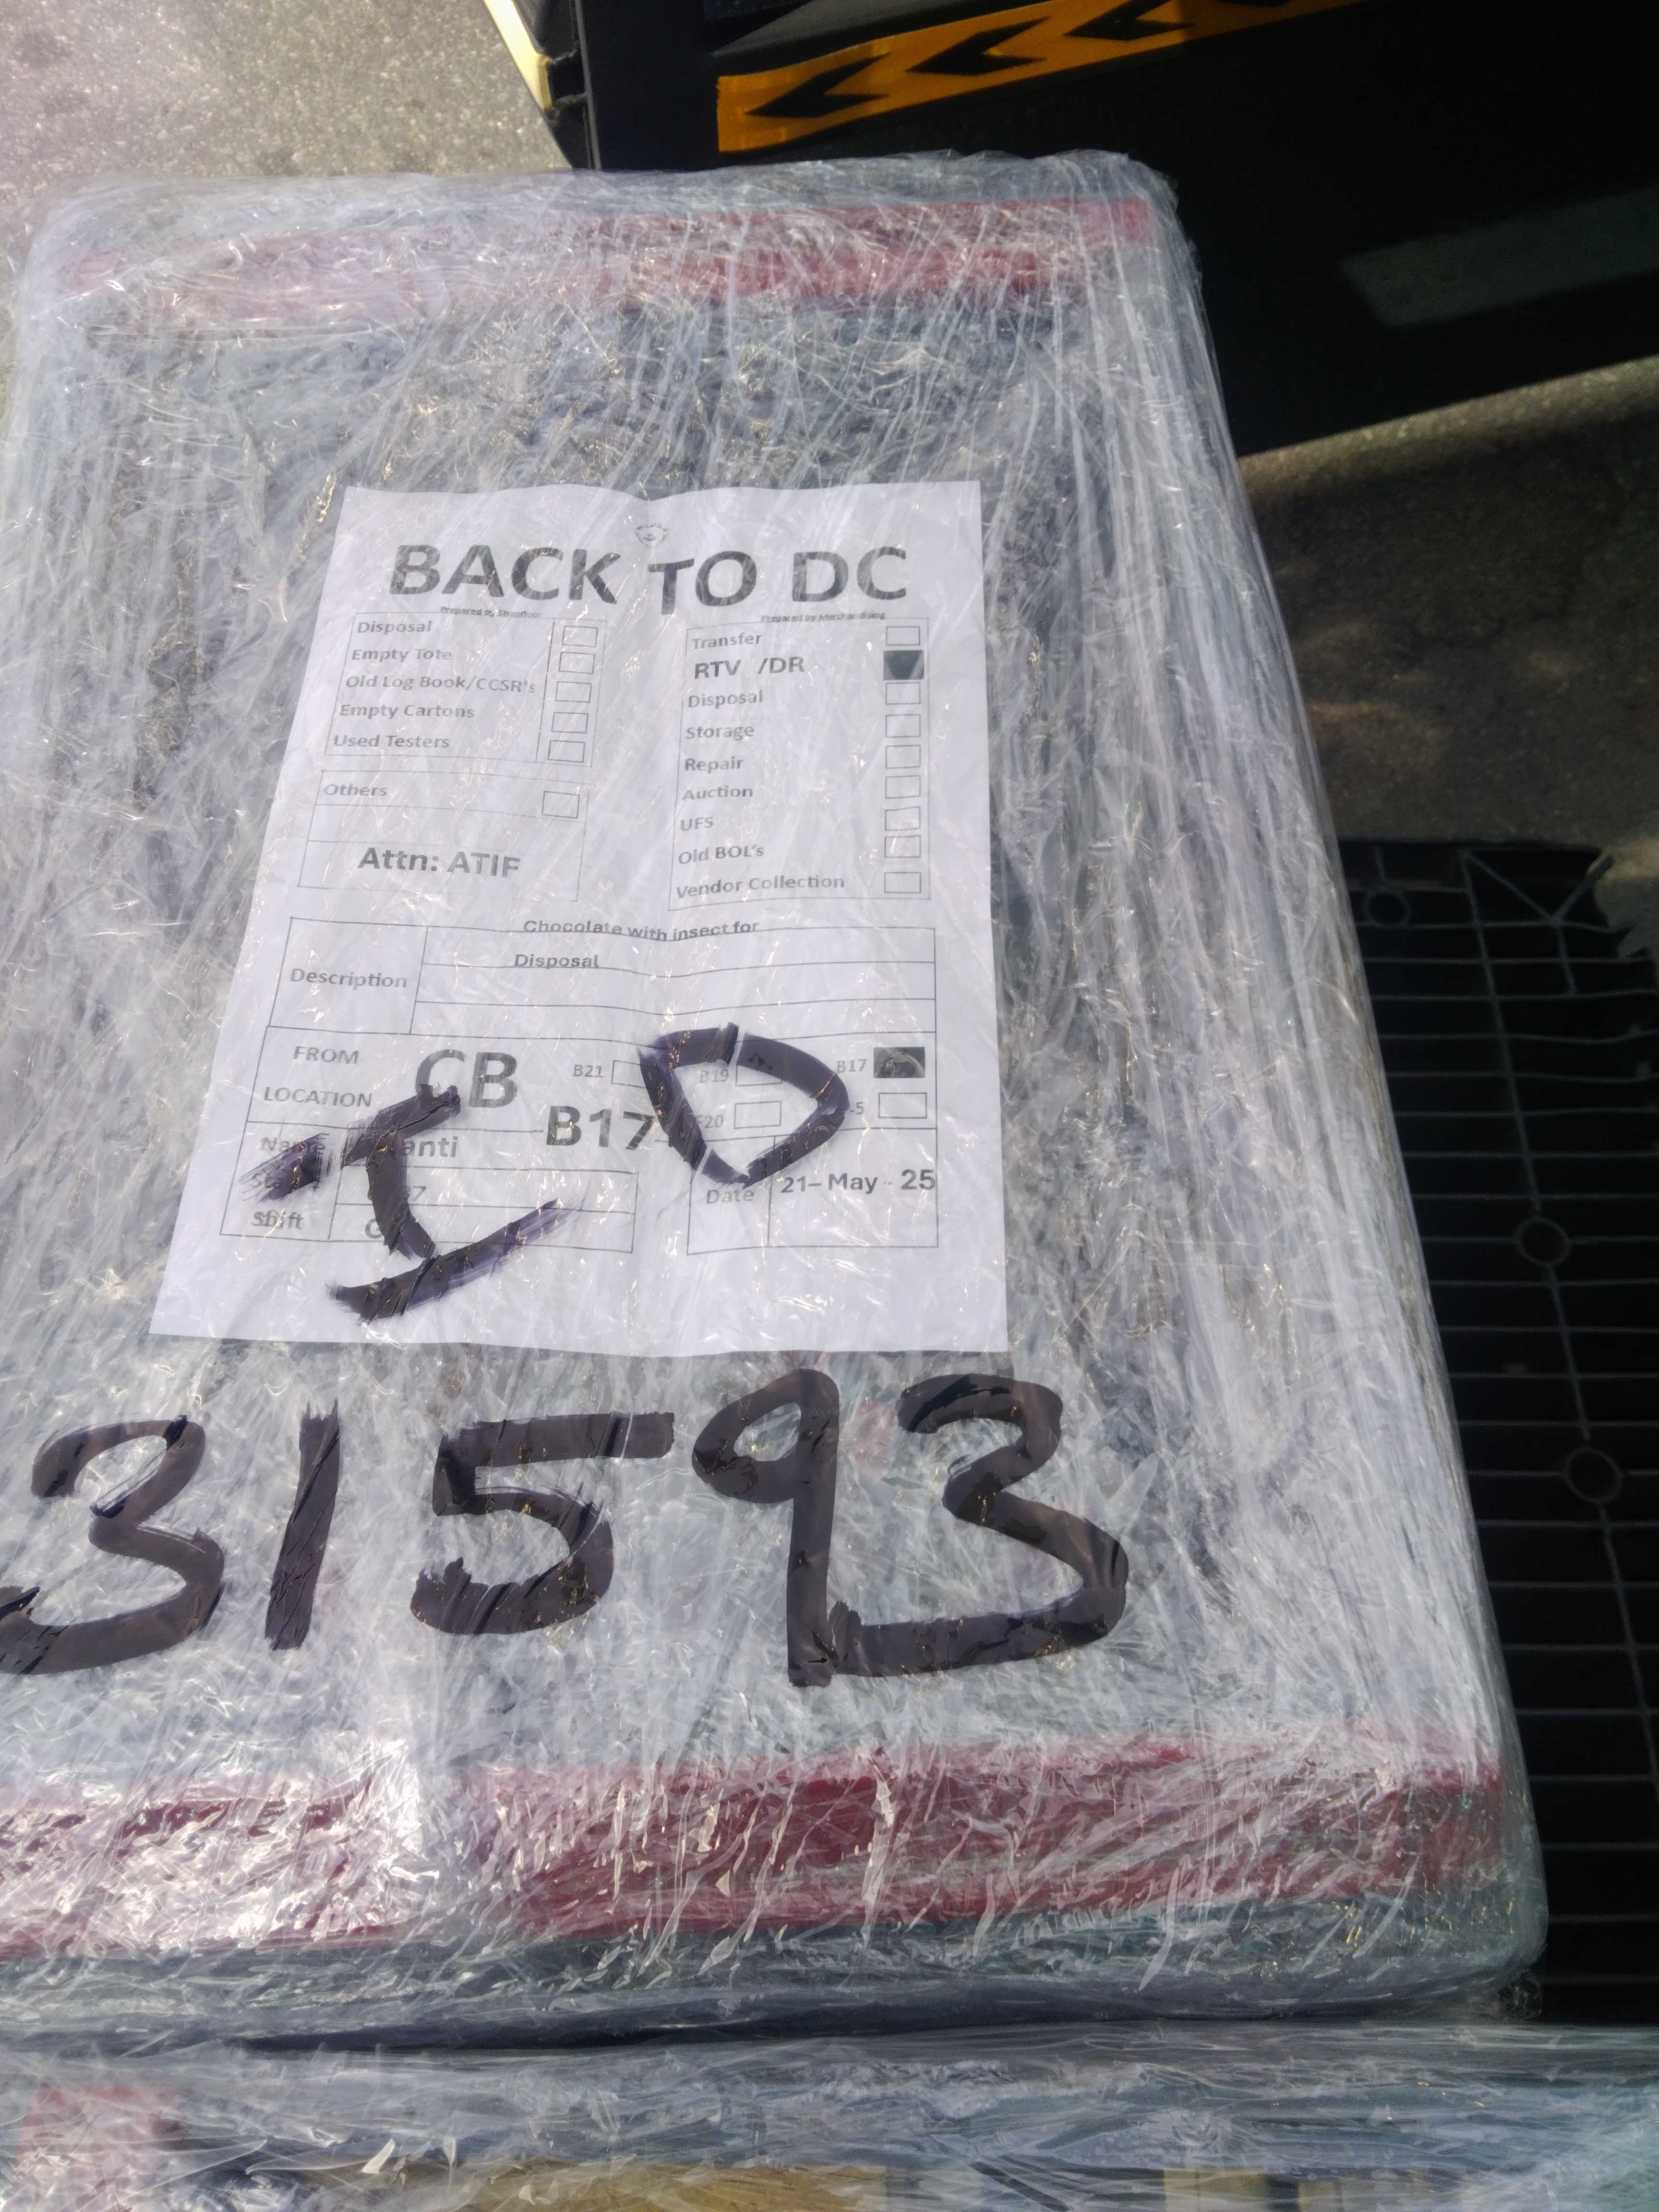 BACK TO DC
Prepared by Shopfloor
Disposal
Empty Tote
Old Log Book/CCSR's
Empty Cartons
Used Testers
Others
Attn: ATIF
Prepared by Merchandising
Transfer
RTV /DR
Disposal
Storage
Repair
Auction
UFS
Old BOL's
Vendor Collection
Description
Chocolate with insect for
Disposal
FROM
LOCATION
CB
B17
B21
B19
B17
Name
Shift
Date
21– May - 25
31593